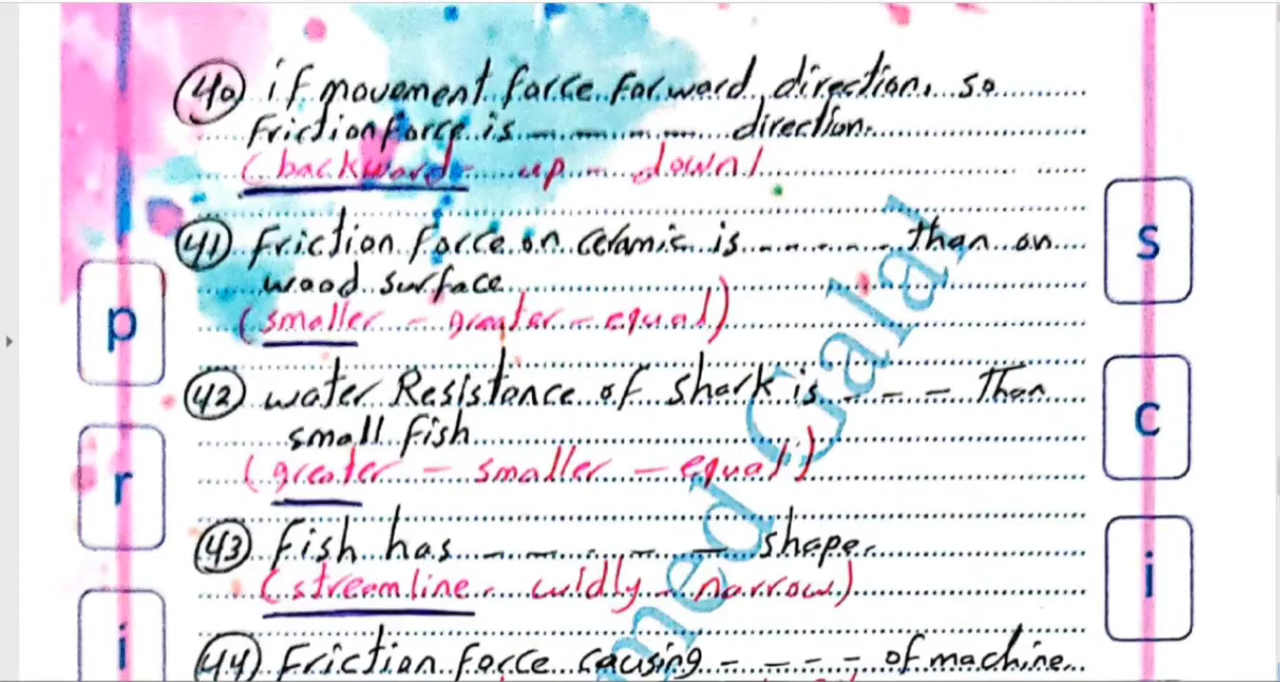 (40) if movement force forward direction. so
Friction force is - - - - - direction.
(backward - up - down)
(41) Friction force on ceramic is - - - - - than on
wood surface
(smaller - greater - equal)
(42) water Resistance of shark is - - - than
small fish
(greater - smaller - equal)
(43) Fish has - - - - - shape.
(streamline - widly - narrow)
(44) Friction force causing - - - - of machine
p
r
i
s
c
i
med Galal